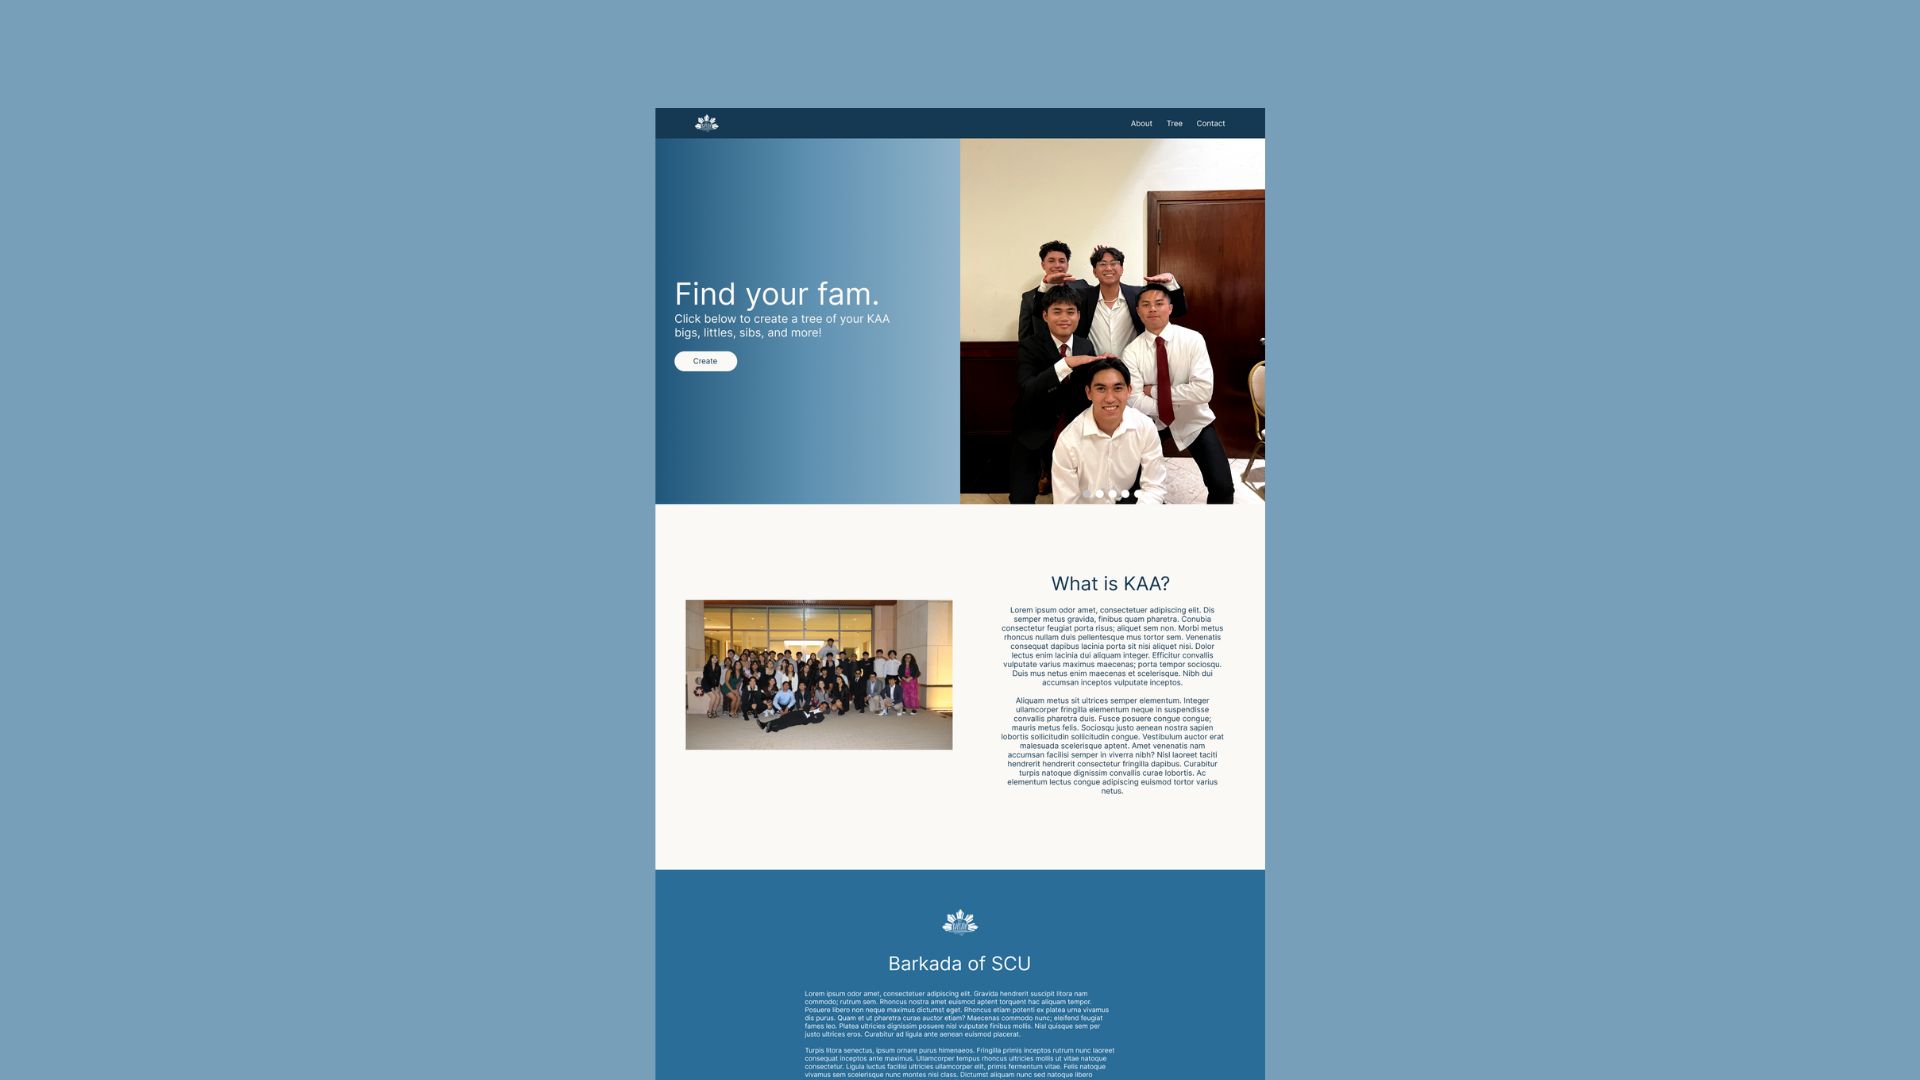 About Tree Contact
Find your fam.
Click below to create a tree of your KAA
bigs, littles, sibs, and more!
Create
What is KAA?
Lorem ipsum odor amet, consectetuer adipiscing elit. Dis
semper metus gravida, finibus quam pharetra. Conubia
consectetur feugiat porta risus; aliquet sem non. Morbi metus
rhoncus nullam duis pellentesque mus tortor sem. Venenatis
consequat dapibus lacinia porta sit nisi aliquet nisi. Dolor
lectus enim lacinia dui aliquam integer. Efficitur convallis
vulputate varius maximus maecenas; porta tempor sociosqu.
Duis mus netus enim maecenas et scelerisque. Nibh dui
accumsan inceptos vulputate inceptos.
Aliquam metus sit ultrices semper elementum. Integer
ullamcorper fringilla elementum neque in suspendisse
convallis pharetra duis. Fusce posuere congue congue;
mauris metus felis. Sociosqu justo aenean nostra sapien
lobortis sollicitudin sollicitudin congue. Vestibulum auctor erat
malesuada scelerisque aptent. Amet venenatis nam
accumsan facilisi semper in viverra nibh? Nisl laoreet taciti
hendrerit hendrerit consectetur fringilla dapibus. Curabitur
turpis natoque dignissim convallis curae lobortis. Ac
elementum lectus congue adipiscing euismod tortor varius
netus.
Barkada of SCU
Lorem ipsum odor amet, consectetuer adipiscing elit. Gravida hendrerit suscipit litora nam
commodo; rutrum sem. Rhoncus nostra amet euismod aptent torquent hac aliquam tempor.
Posuere libero non neque maximus dictumst eget. Rhoncus etiam potenti ex platea urna vivamus
dis purus. Quam et ut pharetra curae auctor etiam? Maecenas commodo nunc; eleifend feugiat
fames leo. Platea ultricies dignissim posuere nisl vulputate finibus mollis. Nisl quisque sem per
justo ultrices eros. Curabitur ad ligula ante aenean euismod placerat.
Turpis litora senectus, ipsum ornare purus himenaeos. Fringilla primis inceptos rutrum nunc laoreet
consequat inceptos ante maximus. Ullamcorper tempus rhoncus ultricies mollis ut vitae natoque
consectetur. Ligula luctus facilisi ultricies ullamcorper elit, primis fermentum vitae. Felis natoque
vivamus sem scelerisque nunc montes nisi class. Dictumst aliquam nunc sed natoque libero